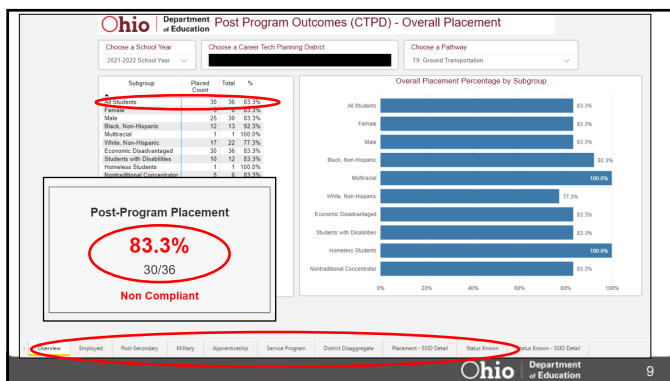 Ohio Department of Education Post Program Outcomes (CTPD) - Overall Placement
Choose a School Year
2021-2022 School Year
Choose a Career Tech Planning District
Choose a Pathway
T9: Ground Transportation
Subgroup Placed Count Total %
All Students 30 36 83.3%
Female 5 6 83.3%
Male 25 30 83.3%
Black, Non-Hispanic 12 13 92.3%
Multiracial 1 1 100.0%
White, Non-Hispanic 17 22 77.3%
Economic Disadvantaged 30 36 83.3%
Students with Disabilities 10 12 83.3%
Homeless Students 1 1 100.0%
Nontraditional Concentrator 5 6 83.3%
Post-Program Placement
83.3%
30/36
Non Compliant
Overall Placement Percentage by Subgroup
All Students 83.3%
Female 83.3%
Male 83.3%
Black, Non-Hispanic 92.3%
Multiracial 100.0%
White, Non-Hispanic 77.3%
Economic Disadvantaged 83.3%
Students with Disabilities 83.3%
Homeless Students 100.0%
Nontraditional Concentrator 83.3%
0% 20% 40% 60% 80% 100%
Overview Employed Post-Secondary Military Apprenticeship Service Program District Disaggregate Placement - SSID Detail Status Known Status Known - SSID Detail
Ohio Department of Education
9